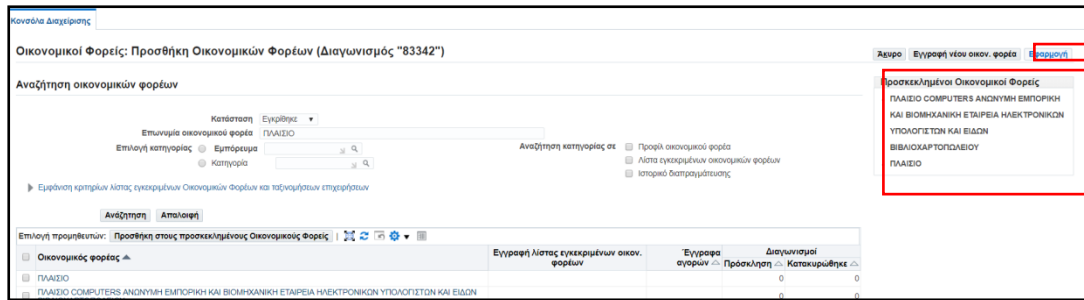 Κονσόλα Διαχείρισης
Οικονομικοί Φορείς: Προσθήκη Οικονομικών Φορέων (Διαγωνισμός "83342")
Άκυρο Εγγραφή νέου οικον. φορέα Εφαρμογή
Αναζήτηση οικονομικών φορέων
Προσκεκλημένοι Οικονομικοί Φορείς
ΠΛΑΙΣΙΟ COMPUTERS ΑΝΩΝΥΜΗ ΕΜΠΟΡΙΚΗ
ΚΑΙ ΒΙΟΜΗΧΑΝΙΚΗ ΕΤΑΙΡΕΙΑ ΗΛΕΚΤΡΟΝΙΚΩΝ
ΥΠΟΛΟΓΙΣΤΩΝ ΚΑΙ ΕΙΔΩΝ
ΒΙΒΛΙΟΧΑΡΤΟΠΩΛΕΙΟΥ
ΠΛΑΙΣΙΟ
Κατάσταση Εγκρίθηκε
Επωνυμία οικονομικού φορέα ΠΛΑΙΣΙΟ
Επιλογή κατηγορίας Εμπόρευμα
Κατηγορία
Αναζήτηση κατηγορίας σε Προφίλ οικονομικού φορέα
Λίστα εγκεκριμένων οικονομικών φορέων
Ιστορικό διαπραγμάτευσης
Εμφάνιση κριτηρίων λίστας εγκεκριμένων Οικονομικών Φορέων και ταξινομήσεων επιχειρήσεων
Ανάζήτηση Απαλοιφή
Επιλογή προμηθευτών: Προσθήκη στους προσκεκλημένους Οικονομικούς Φορείς
Οικονομικός φορέας
Εγγραφή λίστας εγκεκριμένων οικον. φορέων
Έγγραφα αγορών
Διαγωνισμοί
Πρόσκληση Κατακυρώθηκε
ΠΛΑΙΣΙΟ 0 0
ΠΛΑΙΣΙΟ COMPUTERS ΑΝΩΝΥΜΗ ΕΜΠΟΡΙΚΗ ΚΑΙ ΒΙΟΜΗΧΑΝΙΚΗ ΕΤΑΙΡΕΙΑ ΗΛΕΚΤΡΟΝΙΚΩΝ ΥΠΟΛΟΓΙΣΤΩΝ ΚΑΙ ΕΙΔΩΝ 0 0